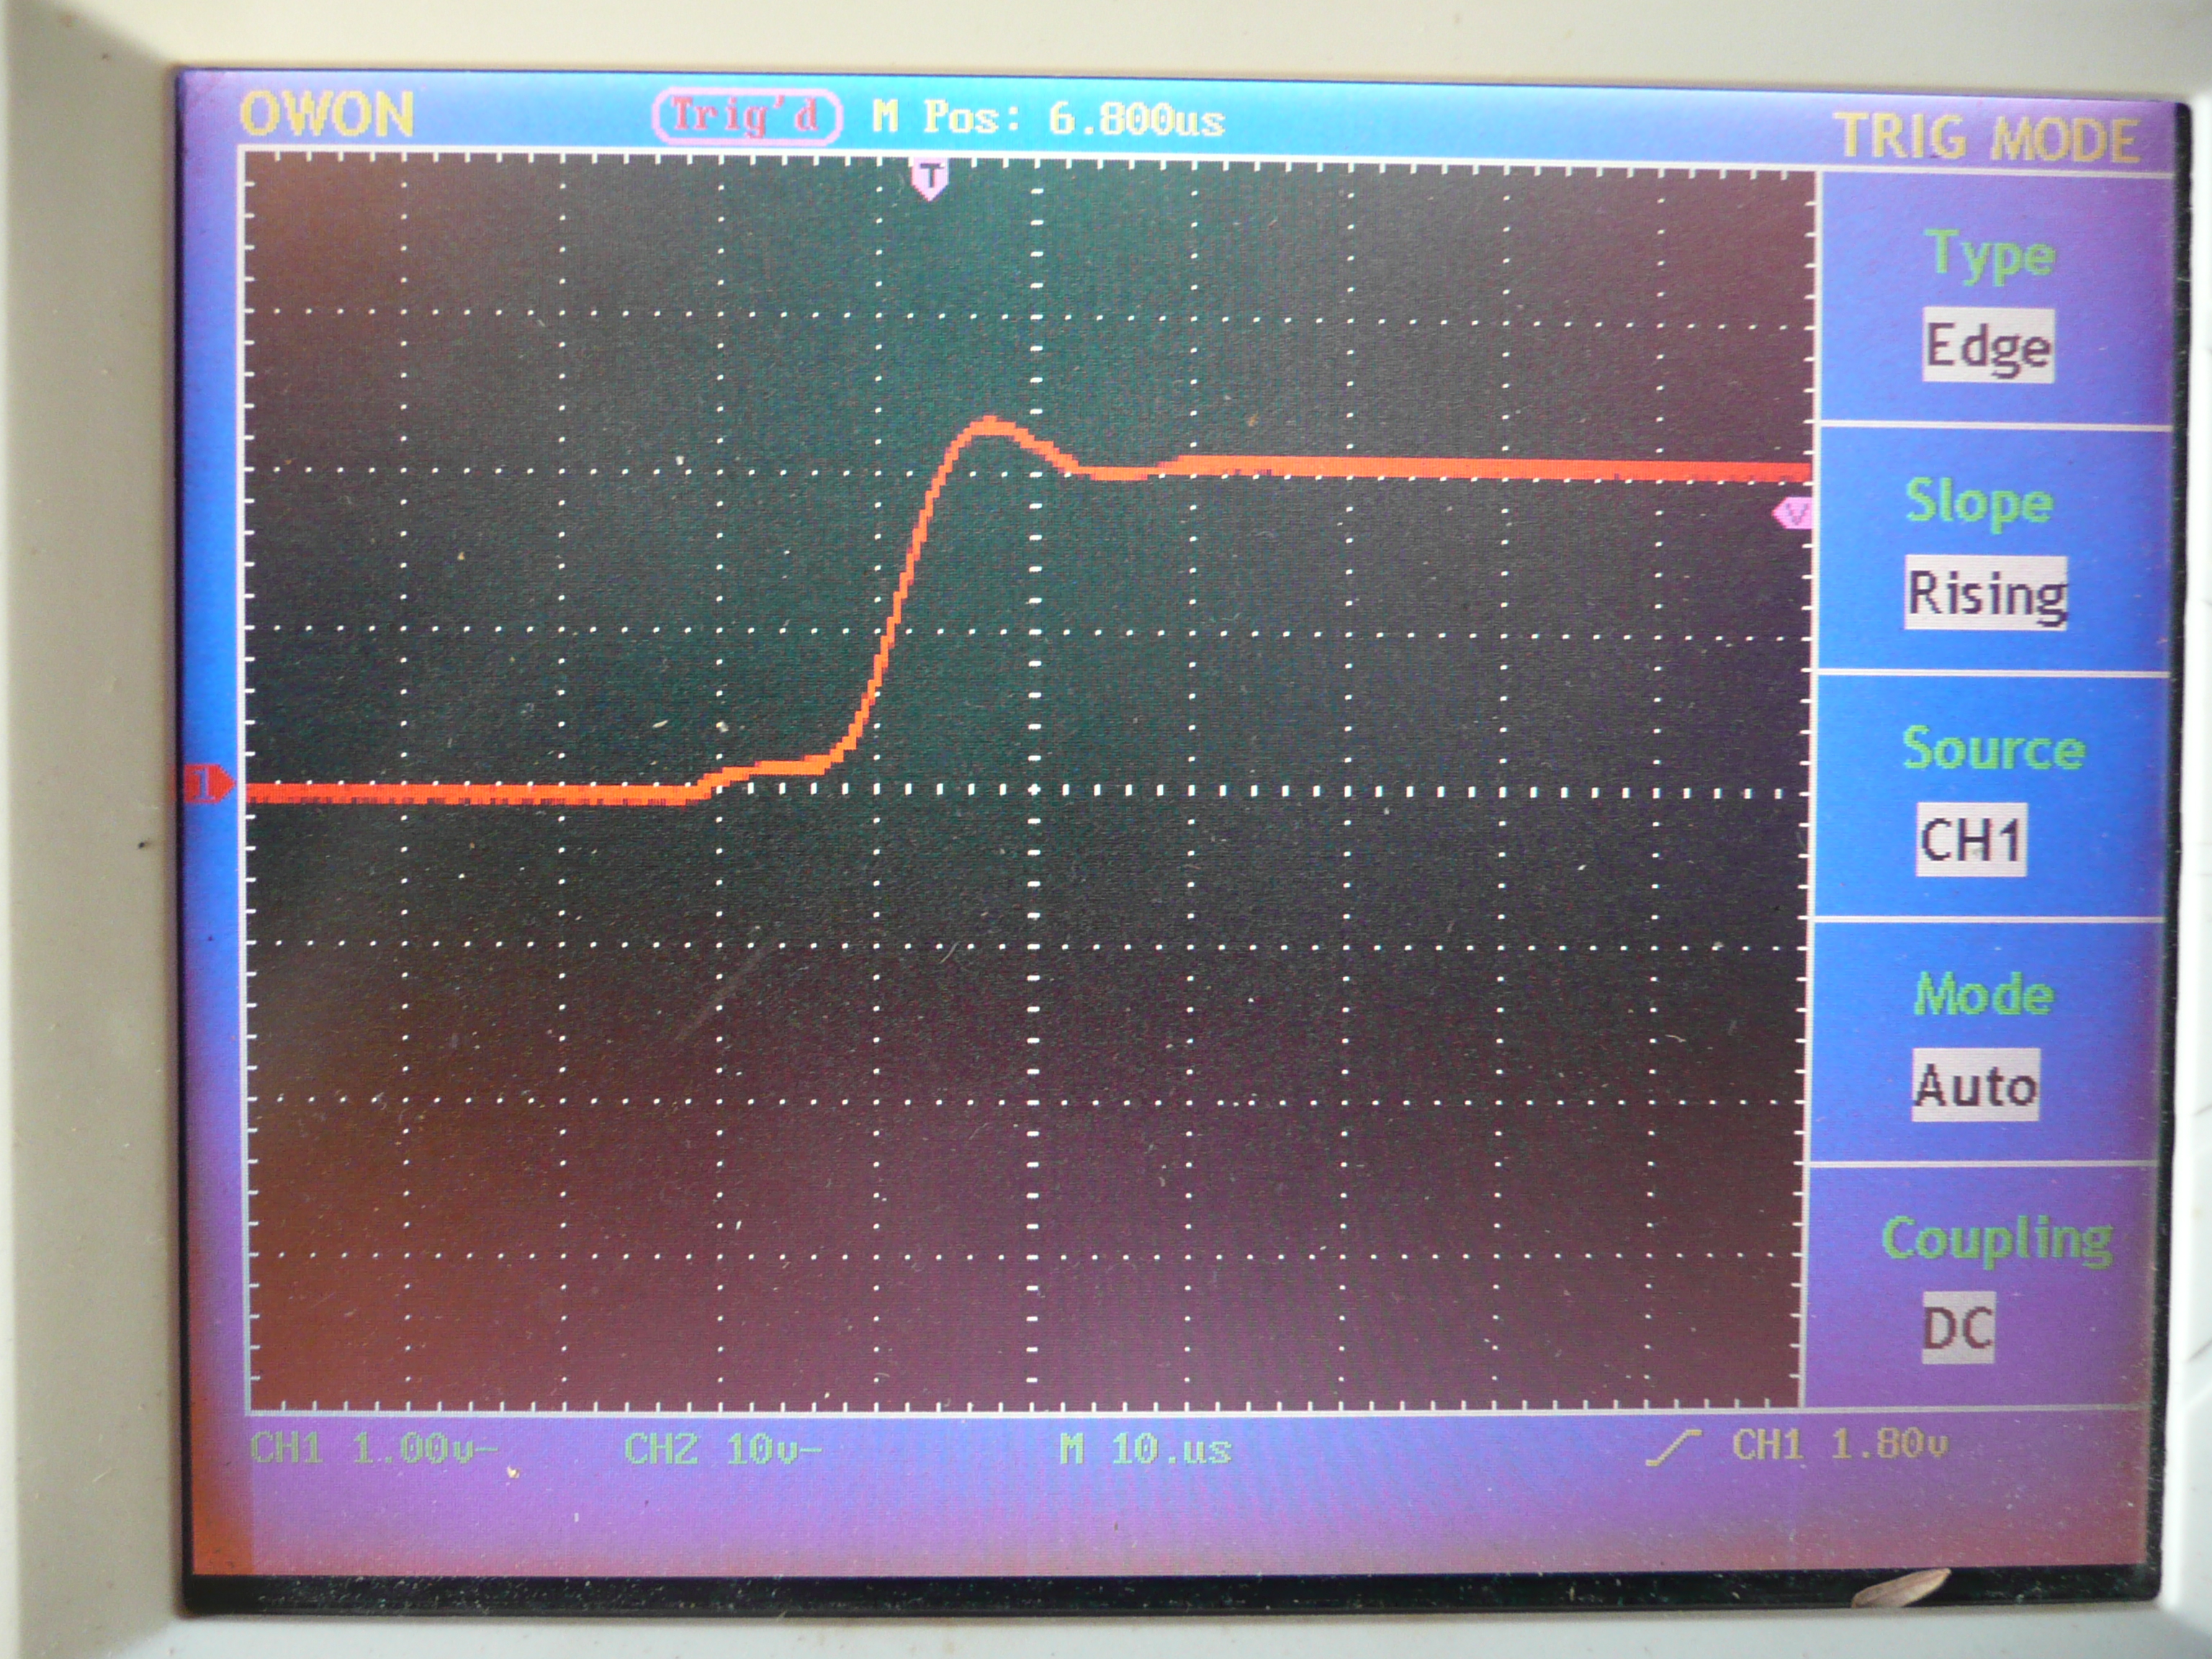 OWON Trig'd M Pos: 6.800us TRIG MODE
T
Type
Edge
Slope
V
Rising
Source
1
CH1
Mode
Auto
Coupling
DC
CH1 1.00v- CH2 10v- M 10.us CH1 1.80v